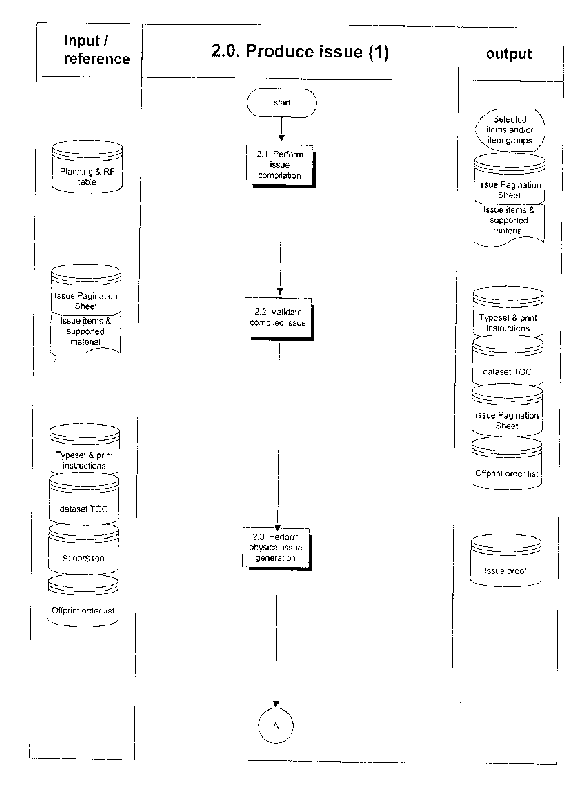 Input /
reference
2.0. Produce issue (1)
output
start
Selected
items and/or
item groups
2.1. Perform
issue
compilation
Planning & RF
table
Issue Pagination
Sheet
Issue items &
supported
material
Issue Pagination
Sheet
Issue items &
supported
material
2.2. Validate
compiled issue
Typeset & print
instructions
dataset TOC
Issue Pagination
Sheet
Offprint order list
Typeset & print
instructions
dataset TOC
Offprint order list
2.3. Perform
physical issue
generation
Issue proof
A